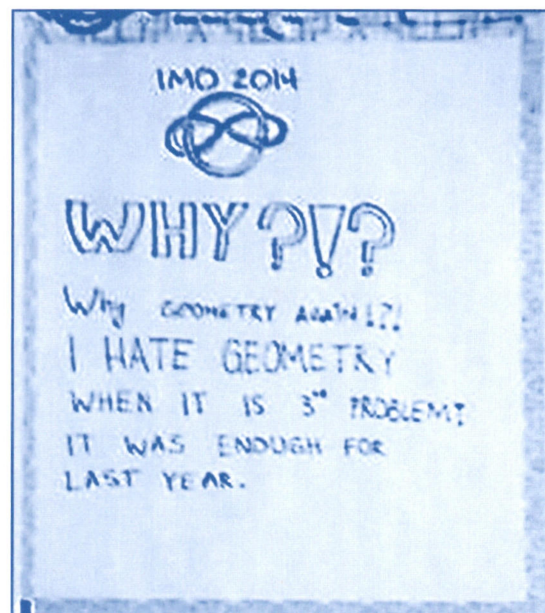 IMO 2014
WHY?!?
Why GEOMETRY AGAIN!?!
I HATE GEOMETRY
WHEN IT IS 3rd PROBLEM!
IT WAS ENOUGH FOR
LAST YEAR.